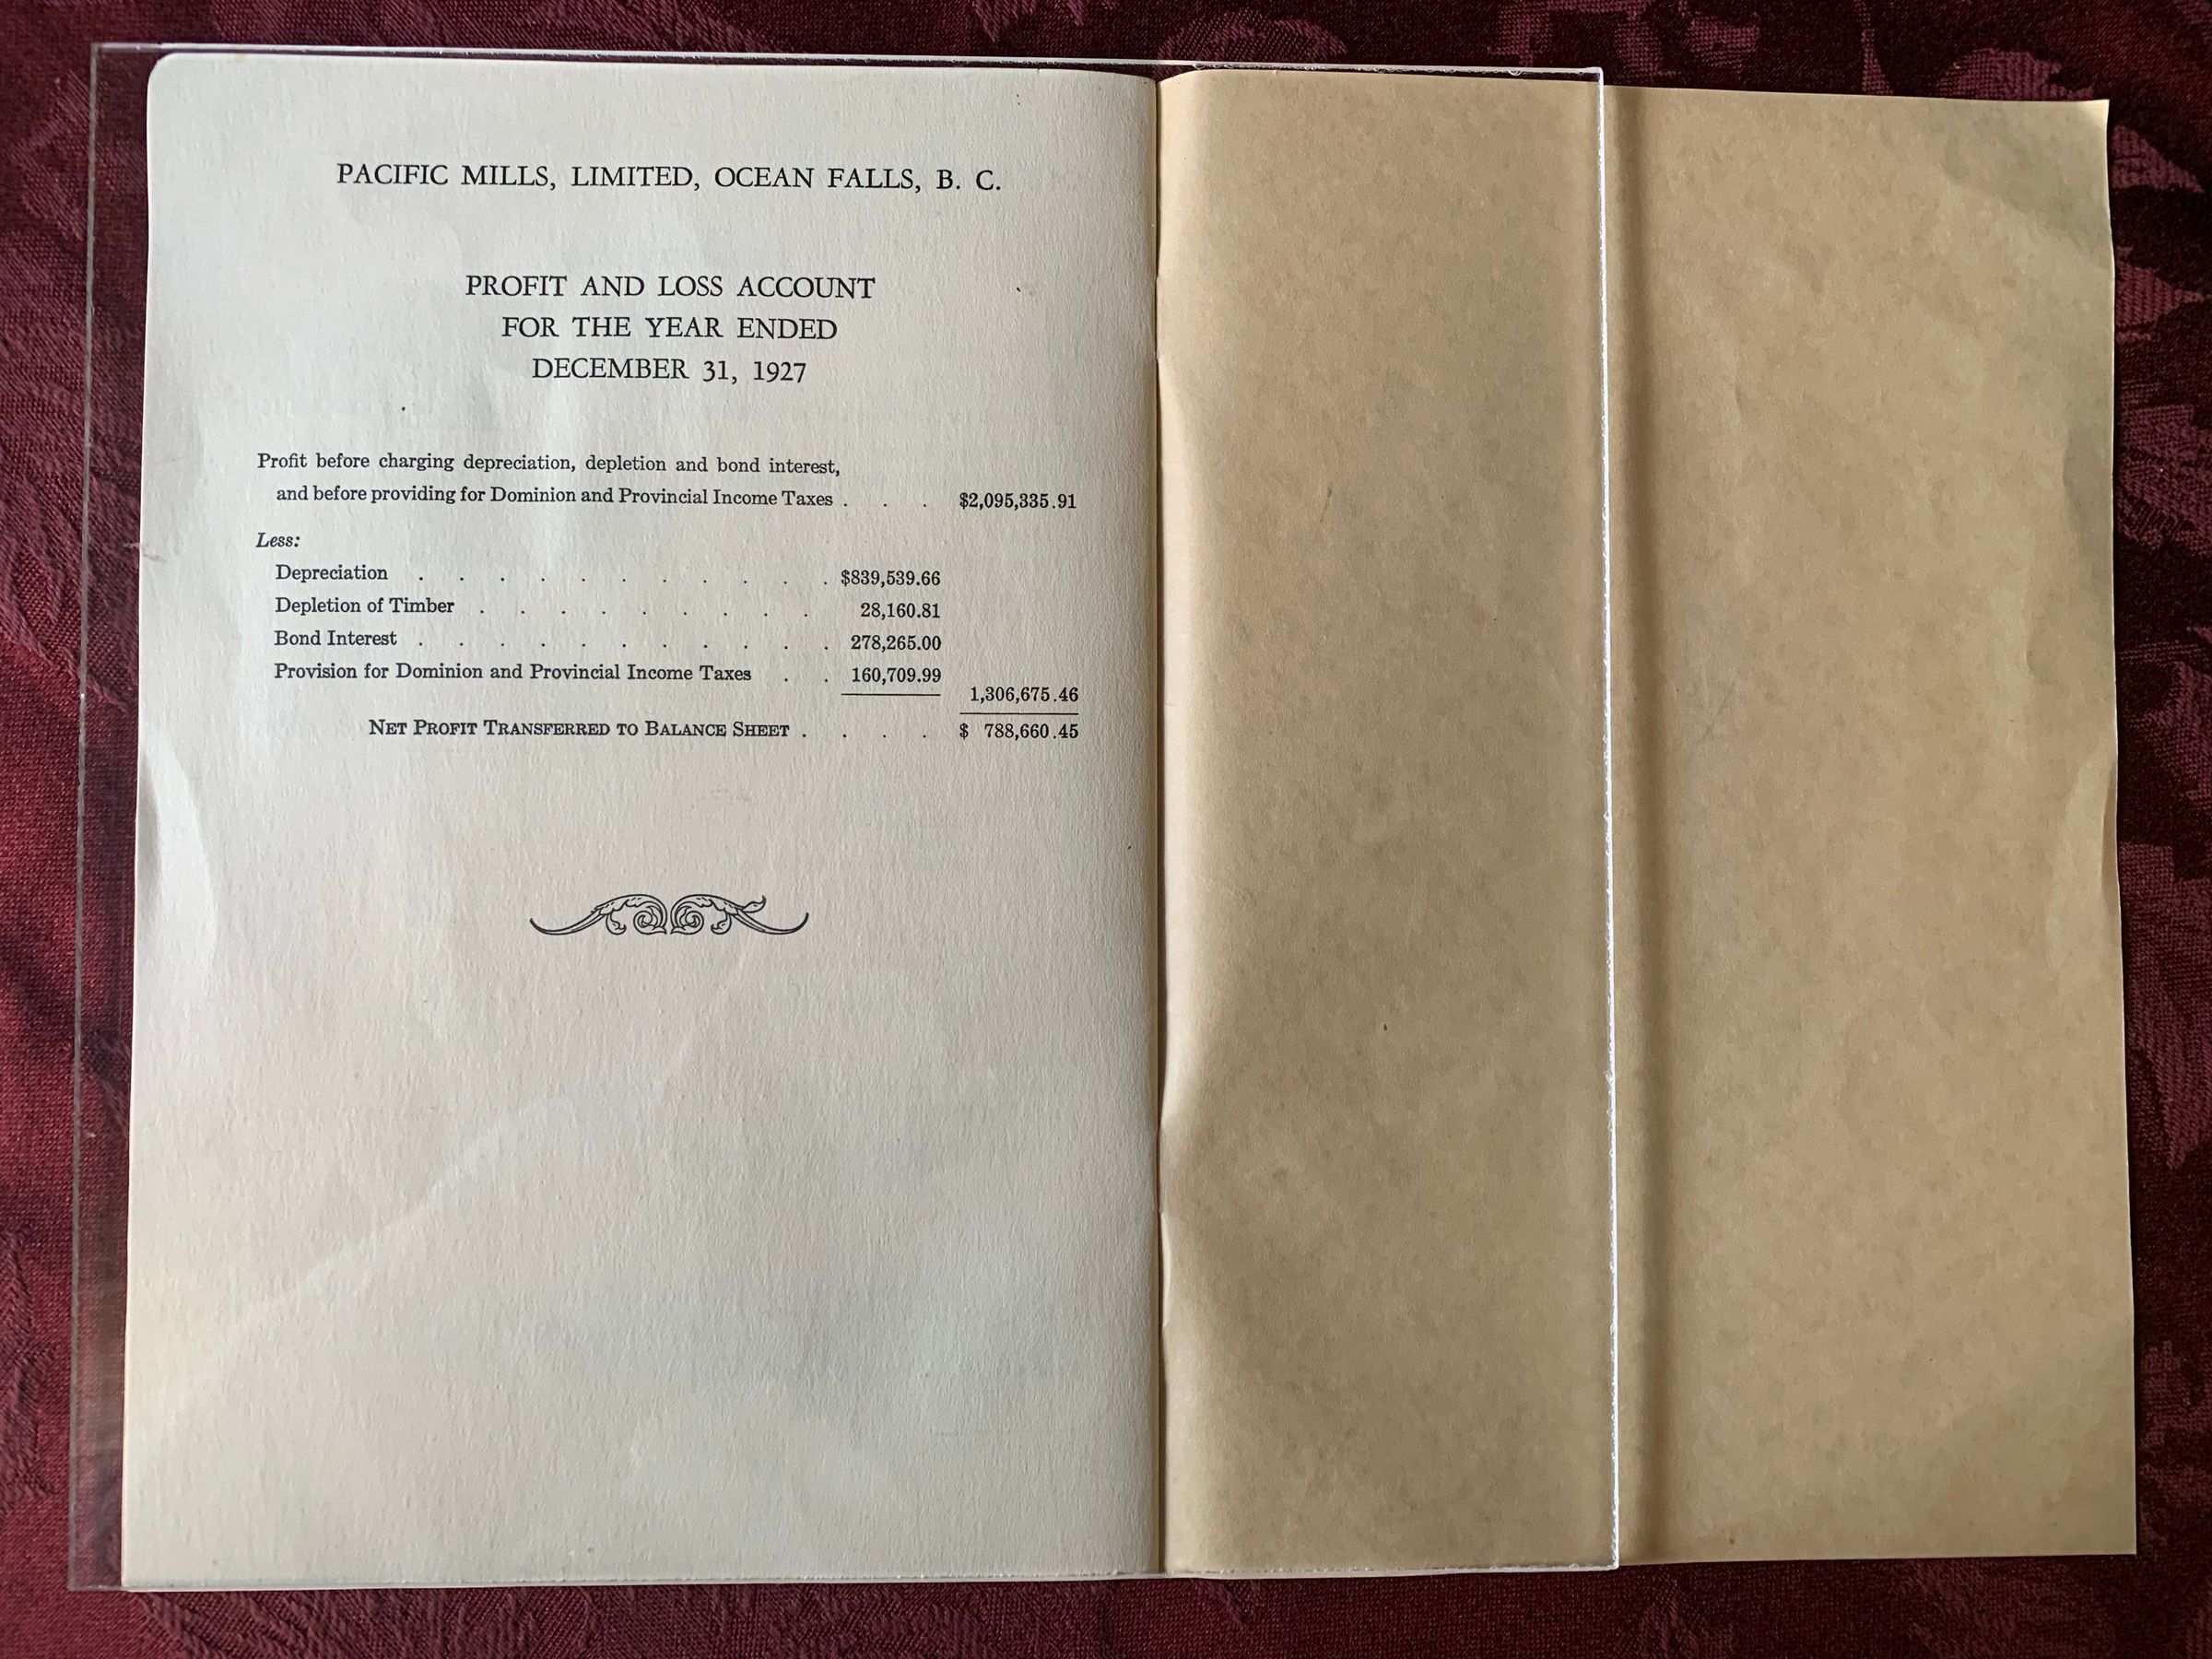 PACIFIC MILLS, LIMITED, OCEAN FALLS, B. C.
PROFIT AND LOSS ACCOUNT
FOR THE YEAR ENDED
DECEMBER 31, 1927
Profit before charging depreciation, depletion and bond interest,
and before providing for Dominion and Provincial Income Taxes . . . $2,095,335.91
Less:
Depreciation . . . . . . . . . . . $839,539.66
Depletion of Timber . . . . . . . . . 28,160.81
Bond Interest . . . . . . . . . . . 278,265.00
Provision for Dominion and Provincial Income Taxes . . 160,709.99
1,306,675.46
NET PROFIT TRANSFERRED TO BALANCE SHEET . . . . $ 788,660.45